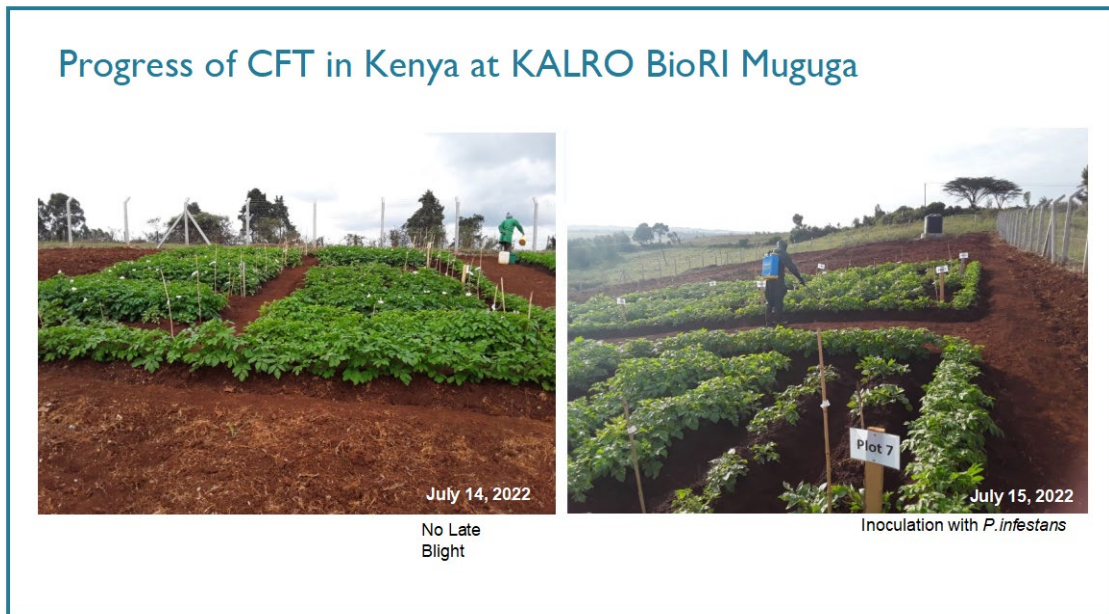 Progress of CFT in Kenya at KALRO BioRI Muguga
July 14, 2022
No Late
Blight
Plot 7
July 15, 2022
Inoculation with P.infestans